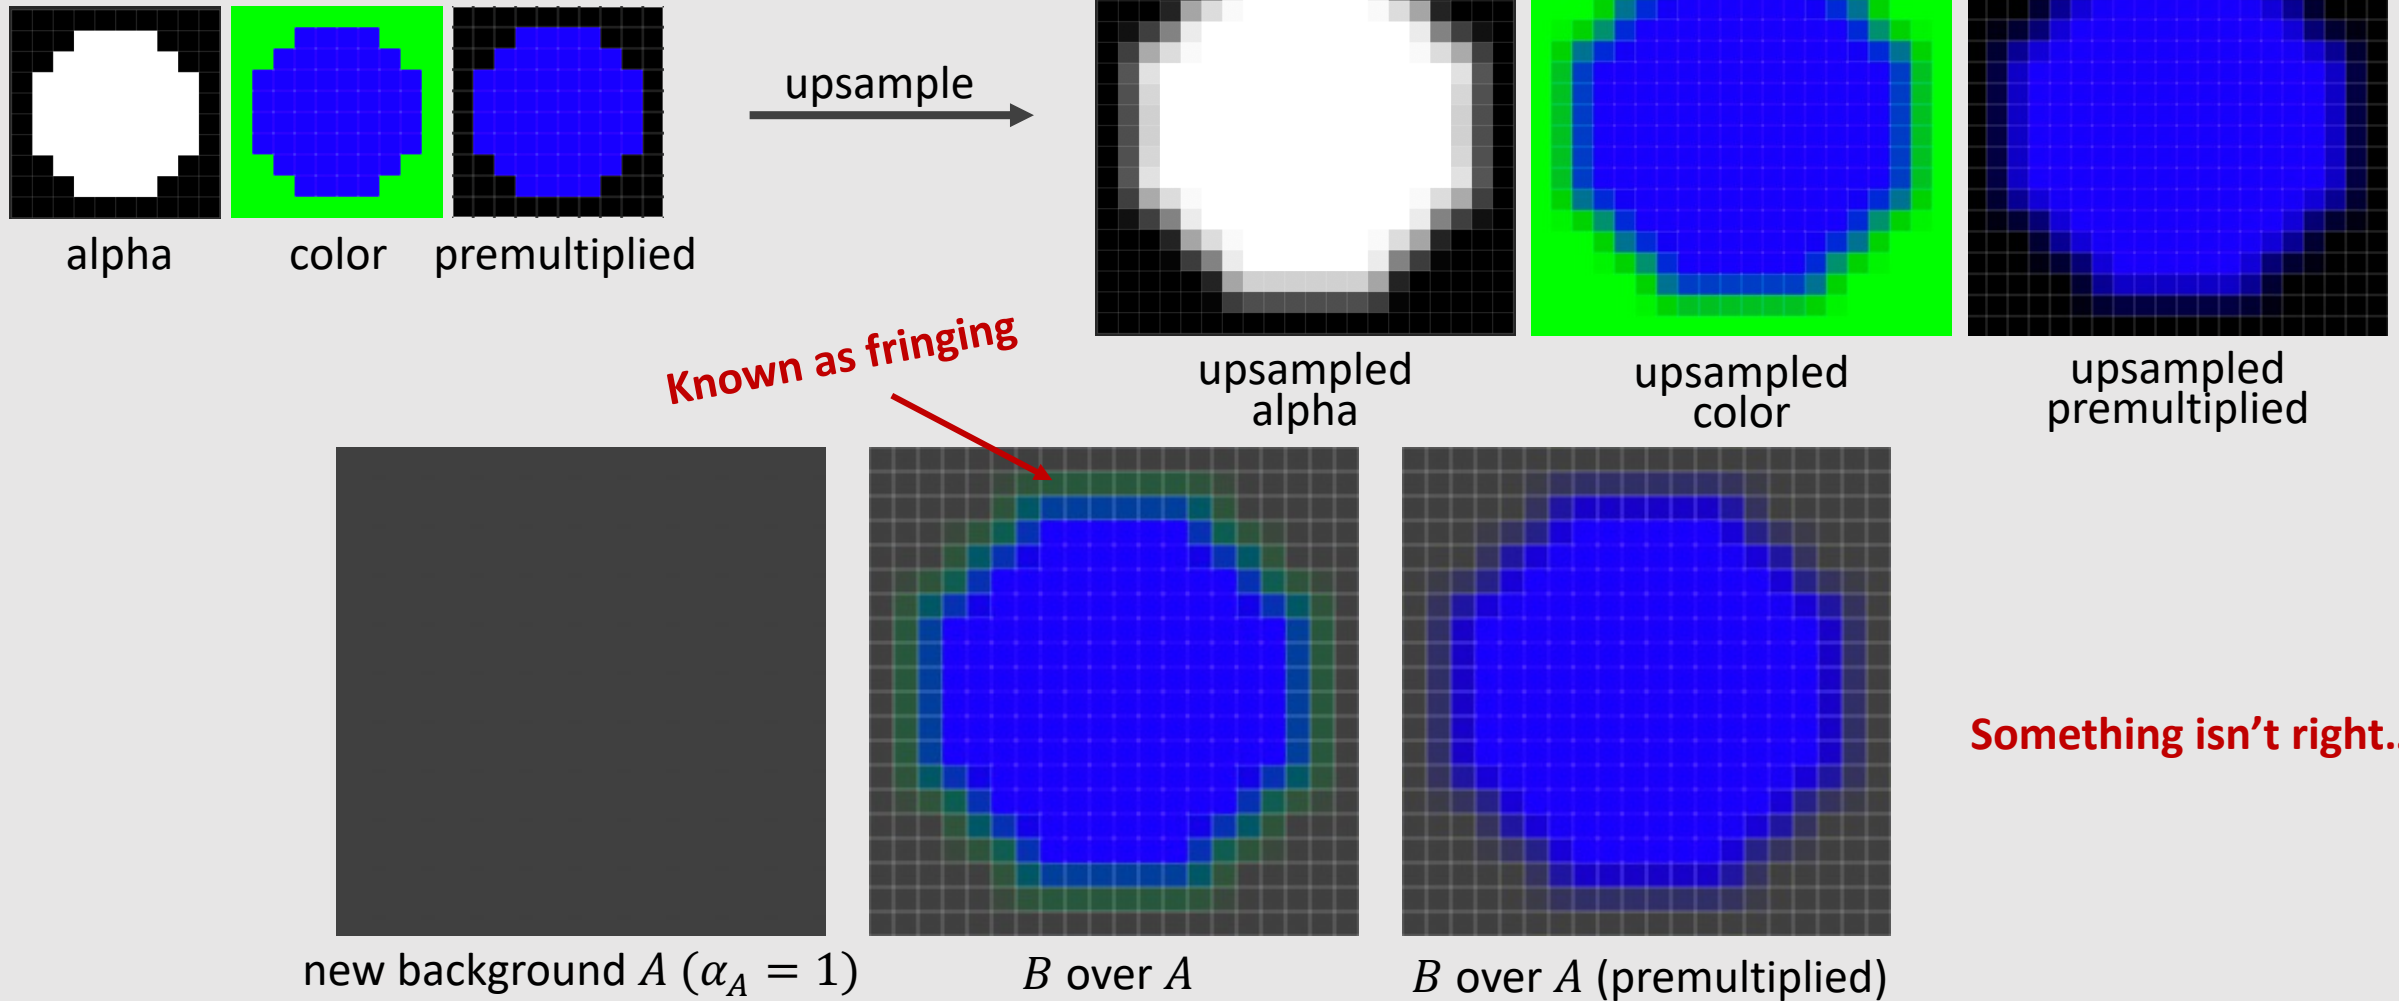 alpha
color
premultiplied
upsample
upsampled
alpha
upsampled
color
upsampled
premultiplied
Known as fringing
Something isn’t right..
new background A (α_A = 1)
B over A
B over A (premultiplied)